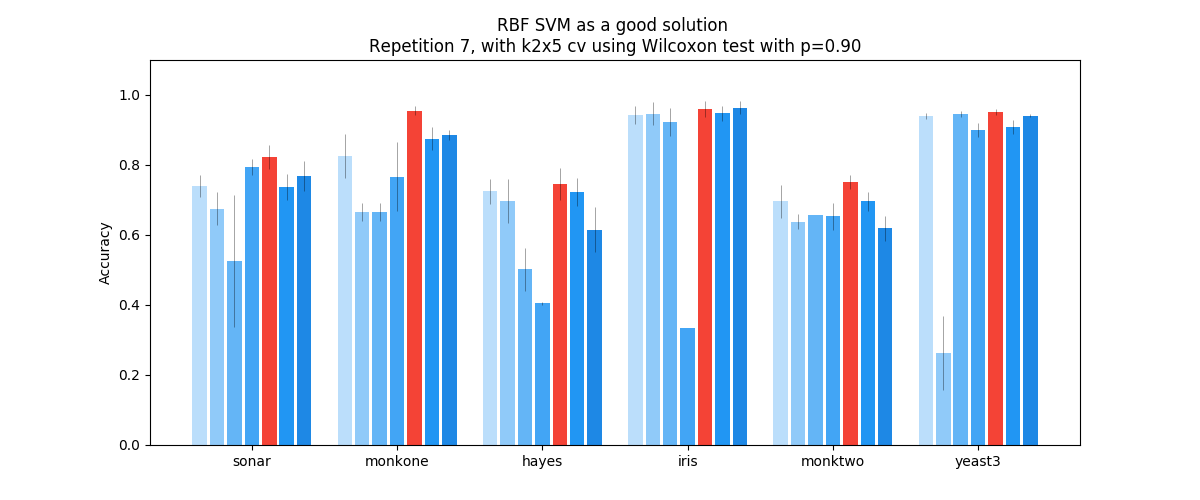 RBF SVM as a good solution
Repetition 7, with k2x5 cv using Wilcoxon test with p=0.90
Accuracy
1.0
0.8
0.6
0.4
0.2
0.0
sonar monkone hayes iris monktwo yeast3